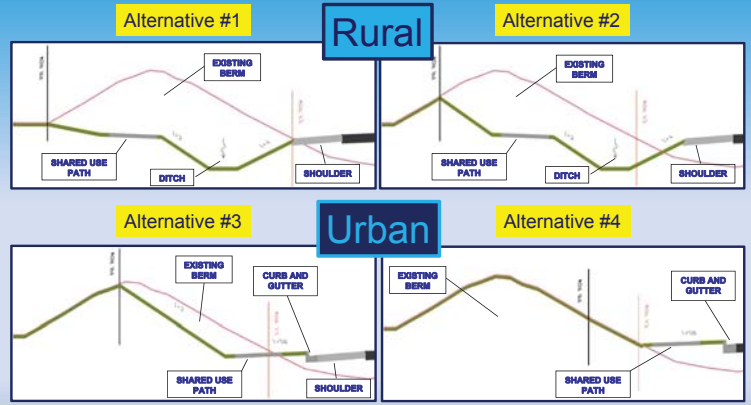 Alternative #1
Rural
Alternative #2
EXISTING
BERM
SHARED USE
PATH
DITCH
SHOULDER
EXISTING
BERM
SHARED USE
PATH
DITCH
SHOULDER
Alternative #3
Urban
Alternative #4
EXISTING
BERM
CURB AND
GUTTER
SHARED USE
PATH
SHOULDER
EXISTING
BERM
CURB AND
GUTTER
SHARED USE
PATH